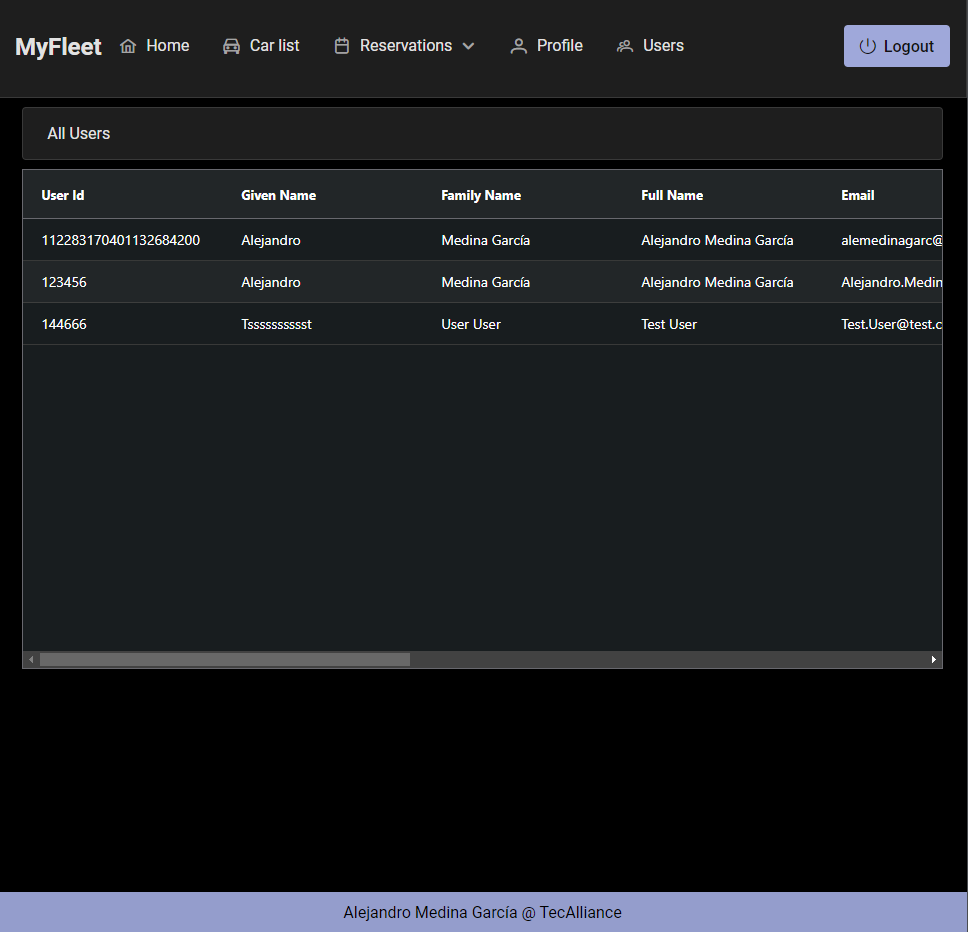 MyFleet Home Car list Reservations Profile Users Logout
All Users
User Id Given Name Family Name Full Name Email
112283170401132684200 Alejandro Medina García Alejandro Medina García alemedinagarc@
123456 Alejandro Medina García Alejandro Medina García Alejandro.Medin
144666 Tsssssssssst User User Test User Test.User@test.c
Alejandro Medina García @ TecAlliance